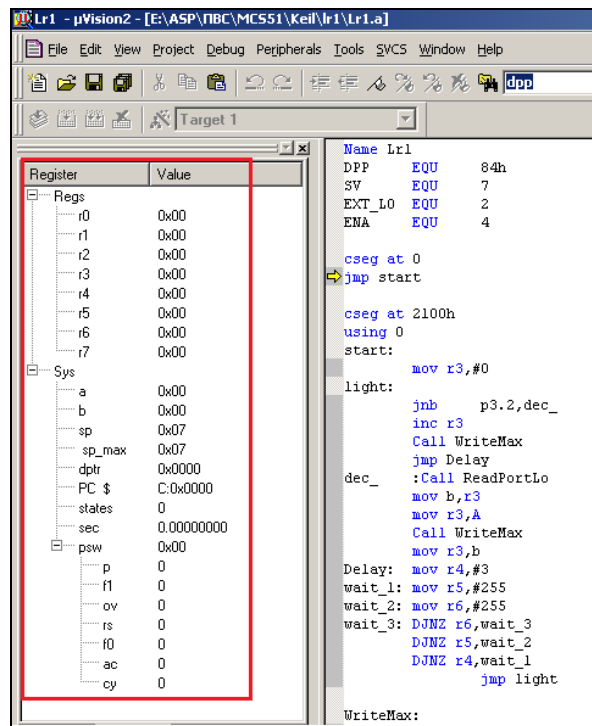 Lr1 - µVision2 - [E:\ASP\ПВС\MCS51\Keil\lr1\Lr1.a]
File Edit View Project Debug Peripherals Tools SVCS Window Help
dpp
Target 1
Register Value
Regs
r0 0x00
r1 0x00
r2 0x00
r3 0x00
r4 0x00
r5 0x00
r6 0x00
r7 0x00
Sys
a 0x00
b 0x00
sp 0x07
sp_max 0x07
dptr 0x0000
PC $ C:0x0000
states 0
sec 0.00000000
psw 0x00
p 0
f1 0
ov 0
rs 0
f0 0
ac 0
cy 0
Name Lr1
DPP EQU 84h
SV EQU 7
EXT_LO EQU 2
ENA EQU 4
cseg at 0
jmp start
cseg at 2100h
using 0
start:
mov r3,#0
light:
jnb p3.2,dec_
inc r3
Call WriteMax
jmp Delay
dec_ :Call ReadPortLo
mov b,r3
mov r3,A
Call WriteMax
mov r3,b
Delay: mov r4,#3
wait_1: mov r5,#255
wait_2: mov r6,#255
wait_3: DJNZ r6,wait_3
DJNZ r5,wait_2
DJNZ r4,wait_1
jmp light
WriteMax: